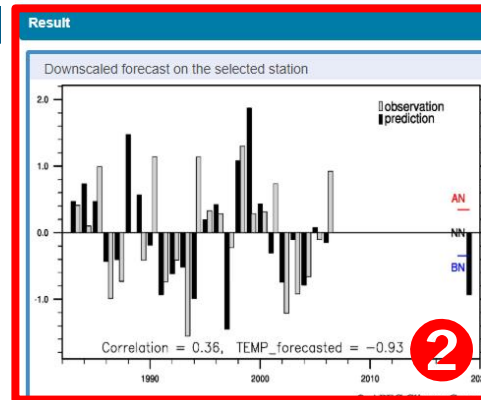 Result
Downscaled forecast on the selected station
2.0
observation
prediction
1.0
AN
0.0
NN
BN
-1.0
Correlation = 0.36, TEMP_forecasted = -0.93
2
1990
2000
2010